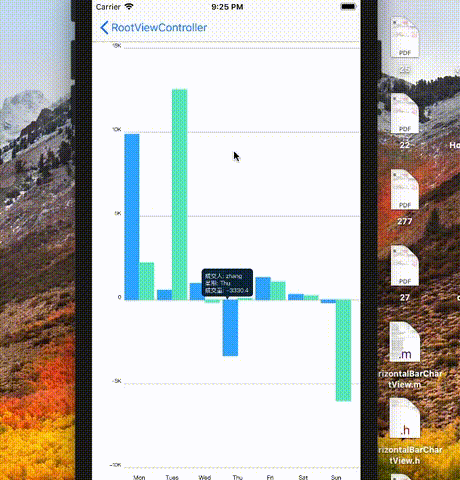 Carrier 9:25 PM
RootViewController
15K
10K
5K
0
-5K
-10K
成交人: zhang
星期: Thu
成交量: -3330.4
Mon Tues Wed Thu Fri Sat Sun
PDF
25
PDF
22
PDF
277
PDF
27
.m
rizontalBarChar
tView.m
.h
rizontalBarChar
tView.h